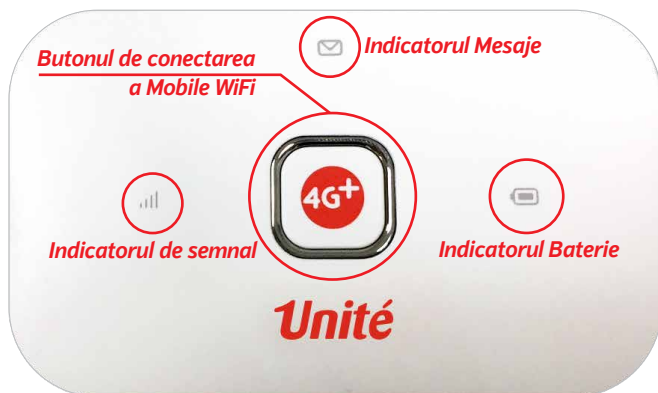 Indicatorul Mesaje
Butonul de conectarea
a Mobile WiFi
4G+
Indicatorul de semnal
Indicatorul Baterie
Unité